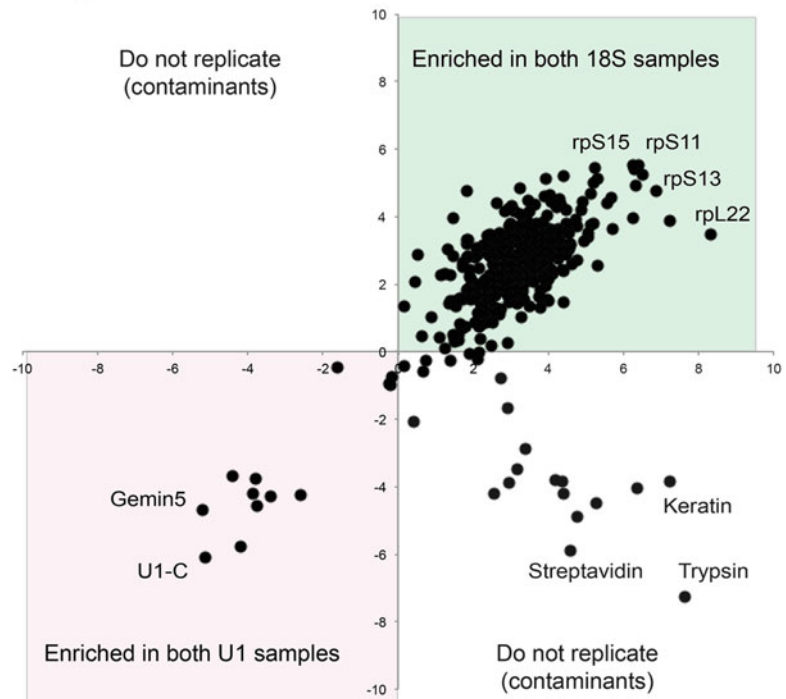 10
Do not replicate
(contaminants)
Enriched in both 18S samples
8
6
rpS15 rpS11
rpS13
4
rpL22
2
0
-10 -8 -6 -4 -2 0 2 4 6 8 10
-2
-4
Gemin5
Keratin
-6
U1-C
Streptavidin Trypsin
-8
Enriched in both U1 samples
Do not replicate
(contaminants)
-10